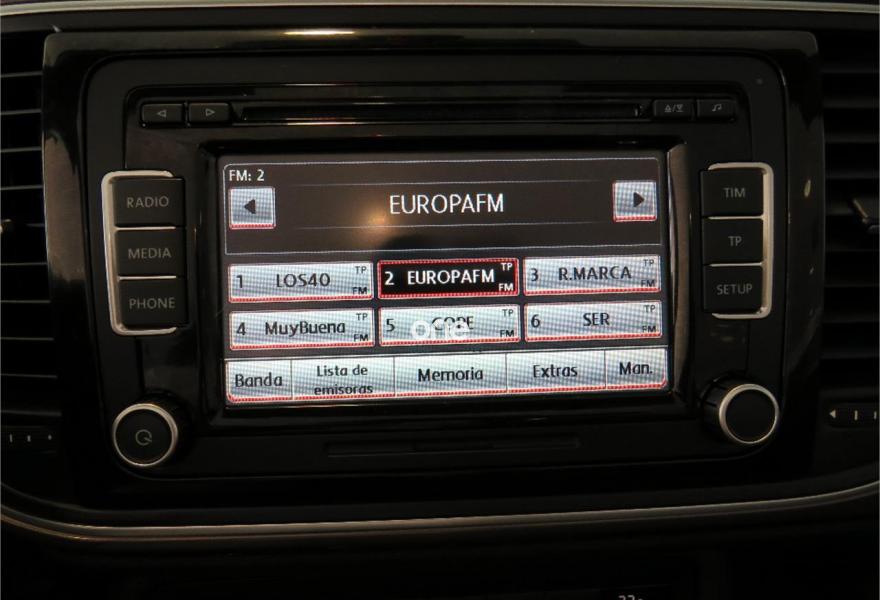 FM: 2
EUROPAFM
RADIO
MEDIA
PHONE
TIM
TP
SETUP
1 LOS40 TP FM
2 EUROPAFM TP FM
3 R.MARCA TP FM
4 MuyBuena TP FM
5 COPE TP FM
6 SER TP FM
one
Banda
Lista de
emisoras
Memoria
Extras
Man.